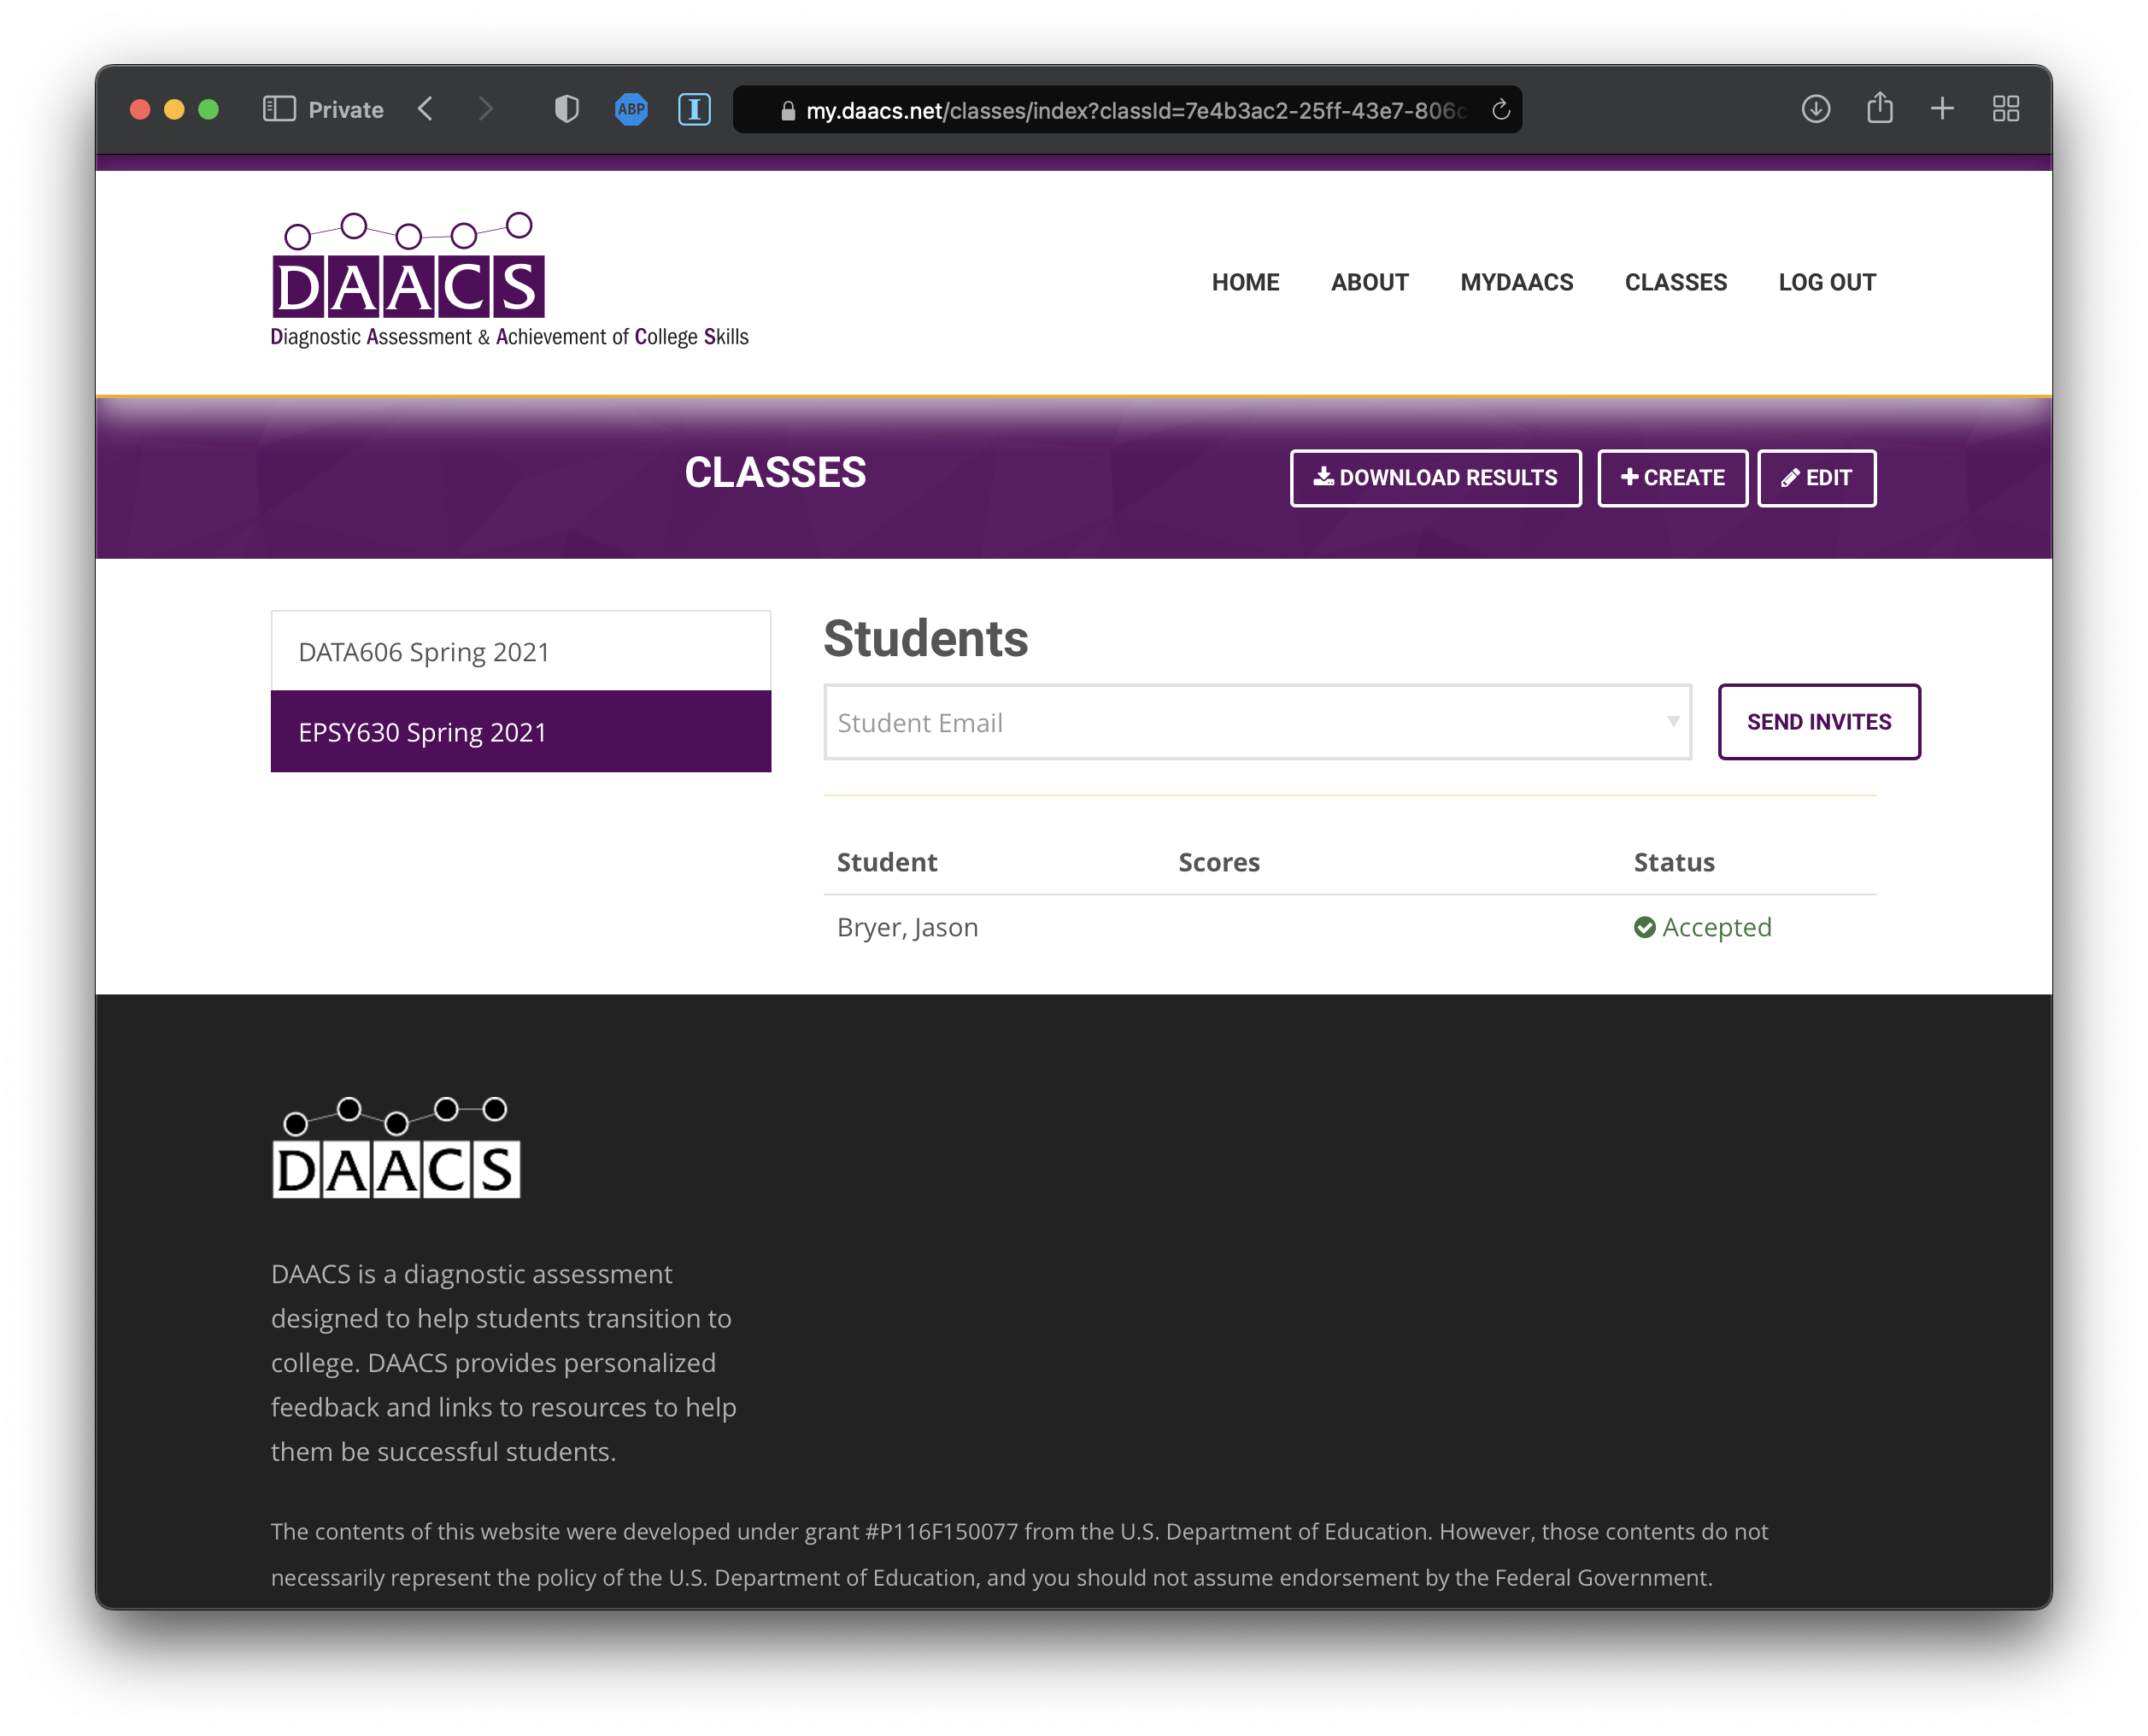 Private
ABP
I
my.daacs.net/classes/index?classId=7e4b3ac2-25ff-43e7-806c
DAACS
Diagnostic Assessment & Achievement of College Skills
HOME ABOUT MYDAACS CLASSES LOG OUT
CLASSES
DOWNLOAD RESULTS
CREATE
EDIT
DATA606 Spring 2021
EPSY630 Spring 2021
Students
Student Email
SEND INVITES
Student Scores Status
Bryer, Jason Accepted
DAACS
DAACS is a diagnostic assessment
designed to help students transition to
college. DAACS provides personalized
feedback and links to resources to help
them be successful students.
The contents of this website were developed under grant #P116F150077 from the U.S. Department of Education. However, those contents do not
necessarily represent the policy of the U.S. Department of Education, and you should not assume endorsement by the Federal Government.